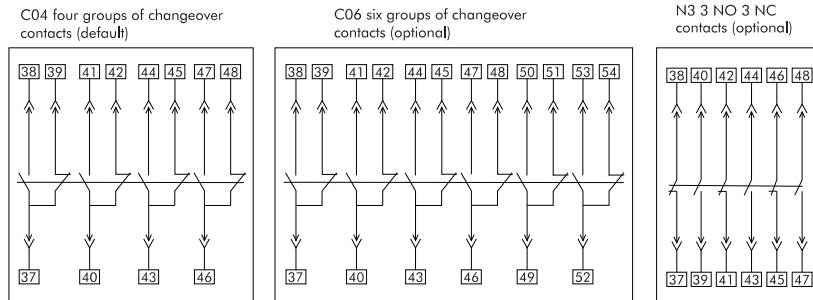 C04 four groups of changeover
contacts (default)
38 39 41 42 44 45 47 48
37 40 43 46
C06 six groups of changeover
contacts (optional)
38 39 41 42 44 45 47 48 50 51 53 54
37 40 43 46 49 52
N3 3 NO 3 NC
contacts (optional)
38 40 42 44 46 48
37 39 41 43 45 47